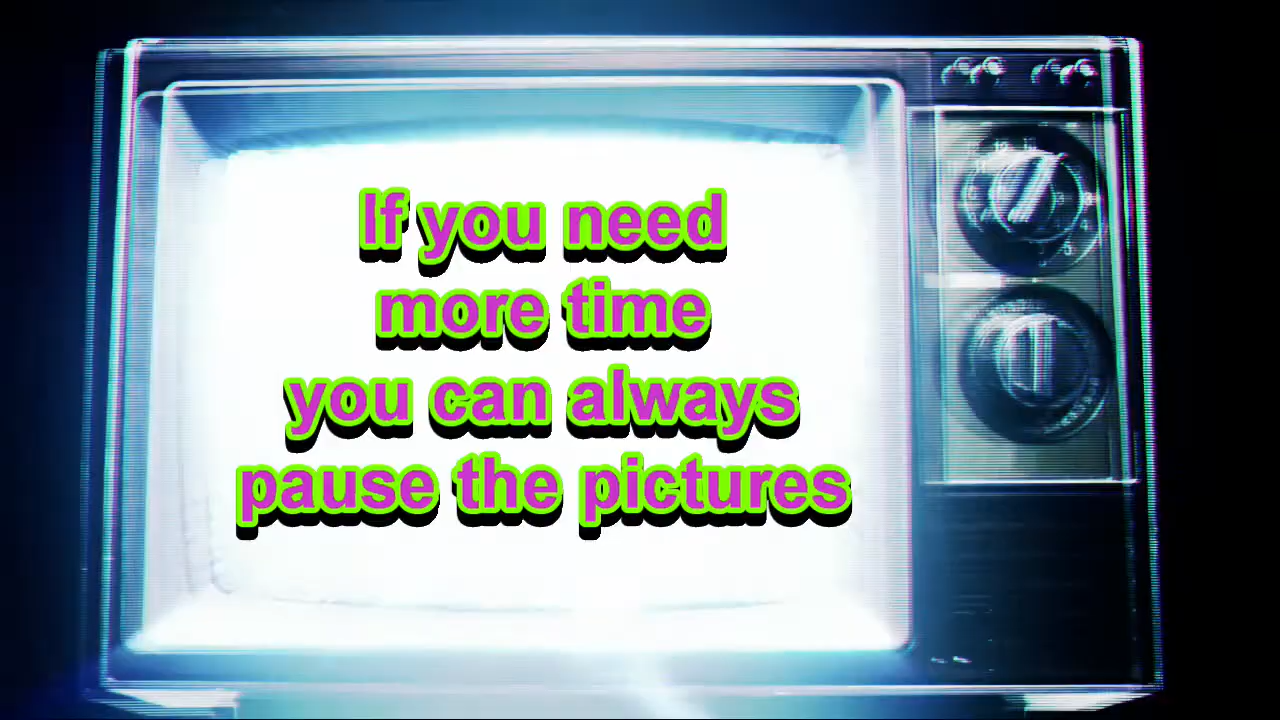 If you need
more time
you can always
pause the pictures